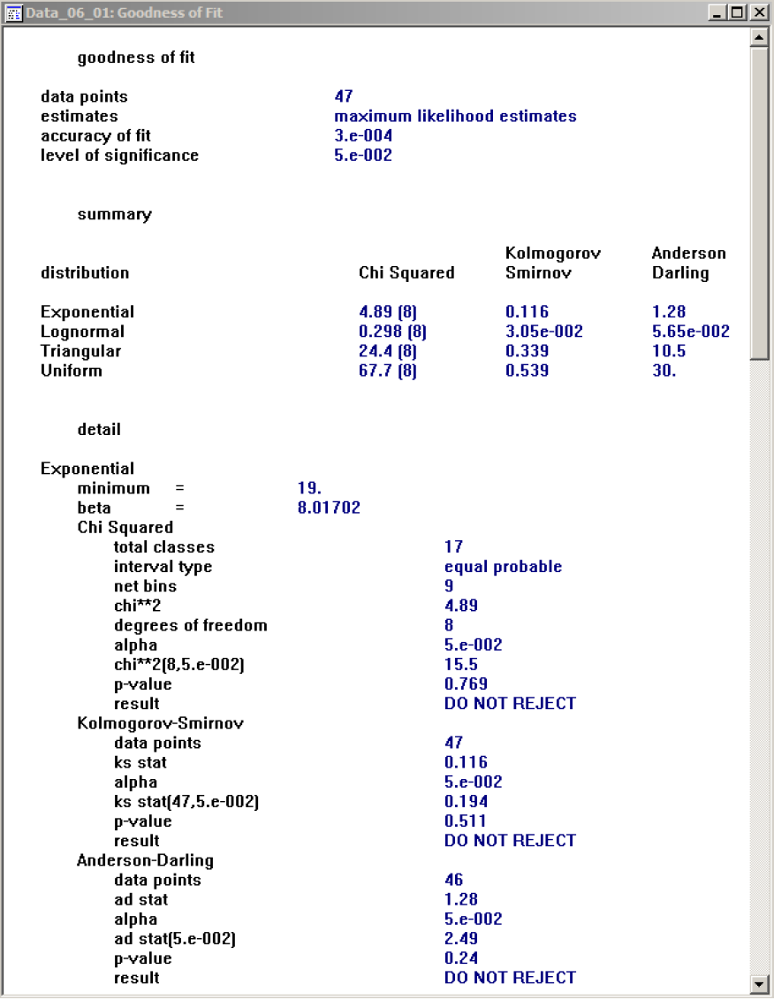 Data_06_01: Goodness of Fit
goodness of fit
data points 47
estimates maximum likelihood estimates
accuracy of fit 3.e-004
level of significance 5.e-002
summary
Kolmogorov Anderson
distribution Chi Squared Smirnov Darling
Exponential 4.89 (8) 0.116 1.28
Lognormal 0.298 (8) 3.05e-002 5.65e-002
Triangular 24.4 (8) 0.339 10.5
Uniform 67.7 (8) 0.539 30.
detail
Exponential
minimum = 19.
beta = 8.01702
Chi Squared
total classes 17
interval type equal probable
net bins 9
chi**2 4.89
degrees of freedom 8
alpha 5.e-002
chi**2(8,5.e-002) 15.5
p-value 0.769
result DO NOT REJECT
Kolmogorov-Smirnov
data points 47
ks stat 0.116
alpha 5.e-002
ks stat(47,5.e-002) 0.194
p-value 0.511
result DO NOT REJECT
Anderson-Darling
data points 46
ad stat 1.28
alpha 5.e-002
ad stat(5.e-002) 2.49
p-value 0.24
result DO NOT REJECT